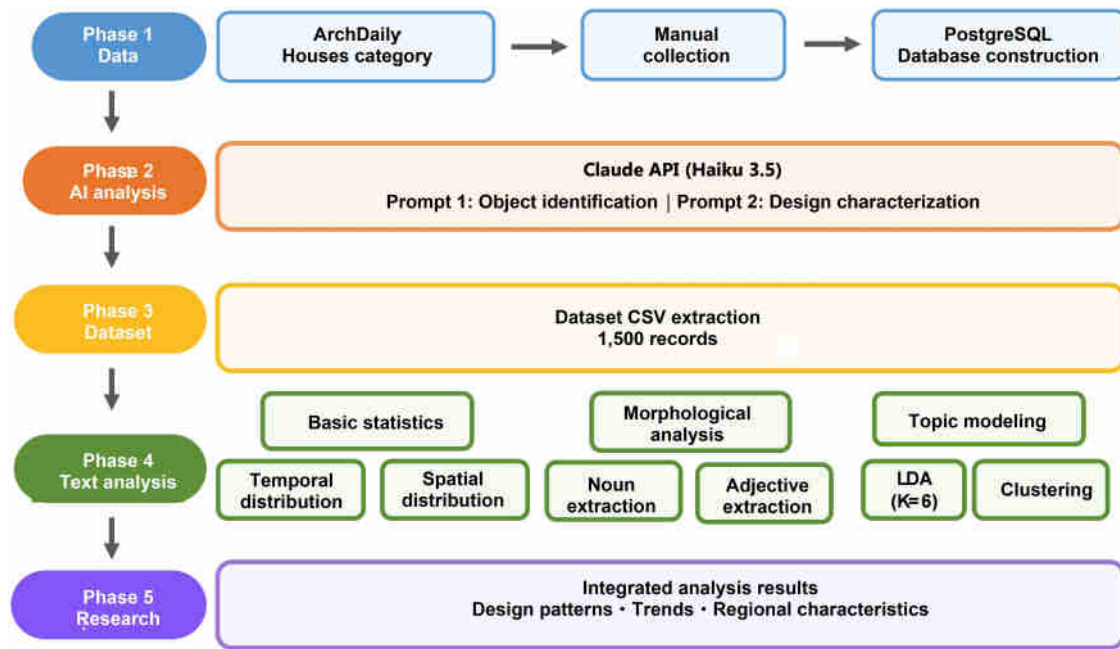 Phase 1
Data
ArchDaily
Houses category
Manual
collection
PostgreSQL
Database construction
Phase 2
AI analysis
Claude API (Haiku 3.5)
Prompt 1: Object identification | Prompt 2: Design characterization
Phase 3
Dataset
Dataset CSV extraction
1,500 records
Phase 4
Text analysis
Basic statistics
Temporal
distribution
Spatial
distribution
Morphological
analysis
Noun
extraction
Adjective
extraction
Topic modeling
LDA
(K=6)
Clustering
Phase 5
Research
Integrated analysis results
Design patterns · Trends · Regional characteristics